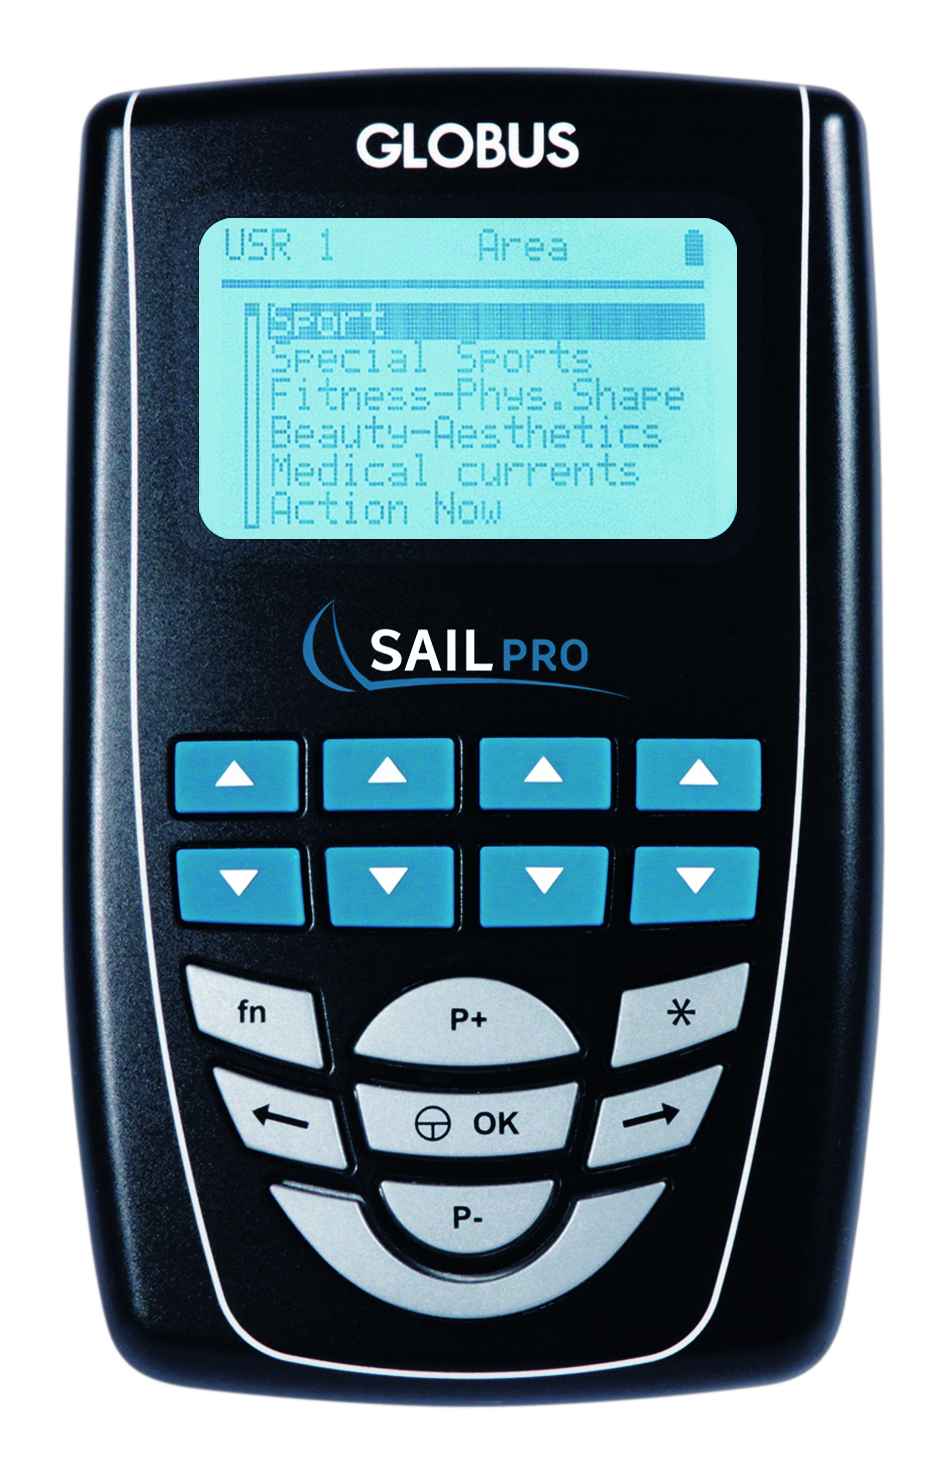 GLOBUS
USR 1 Area
Sport
Special Sports
Fitness-Phys.Shape
Beauty-Aesthetics
Medical currents
Action Now
SAIL PRO
fn P+ *
OK
P-